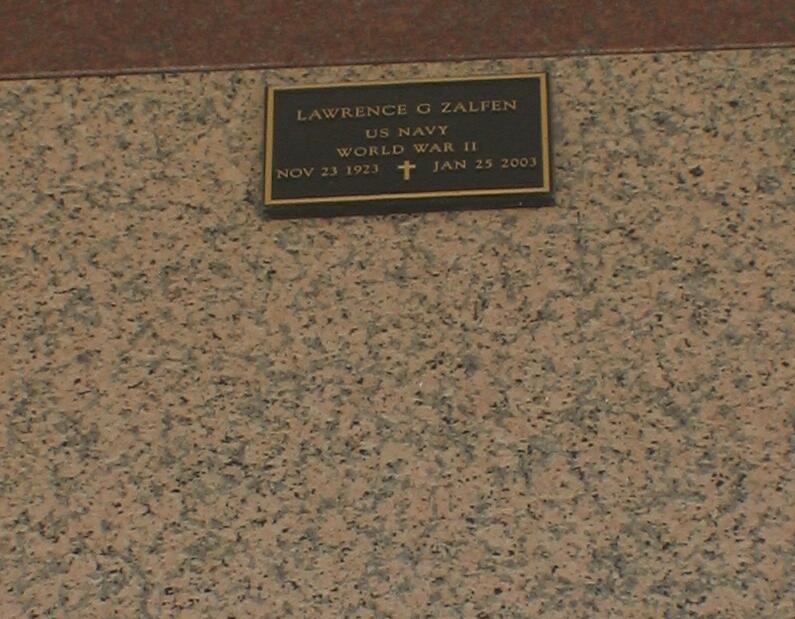 LAWRENCE G ZALFEN
US NAVY
WORLD WAR II
NOV 23 1923 JAN 25 2003